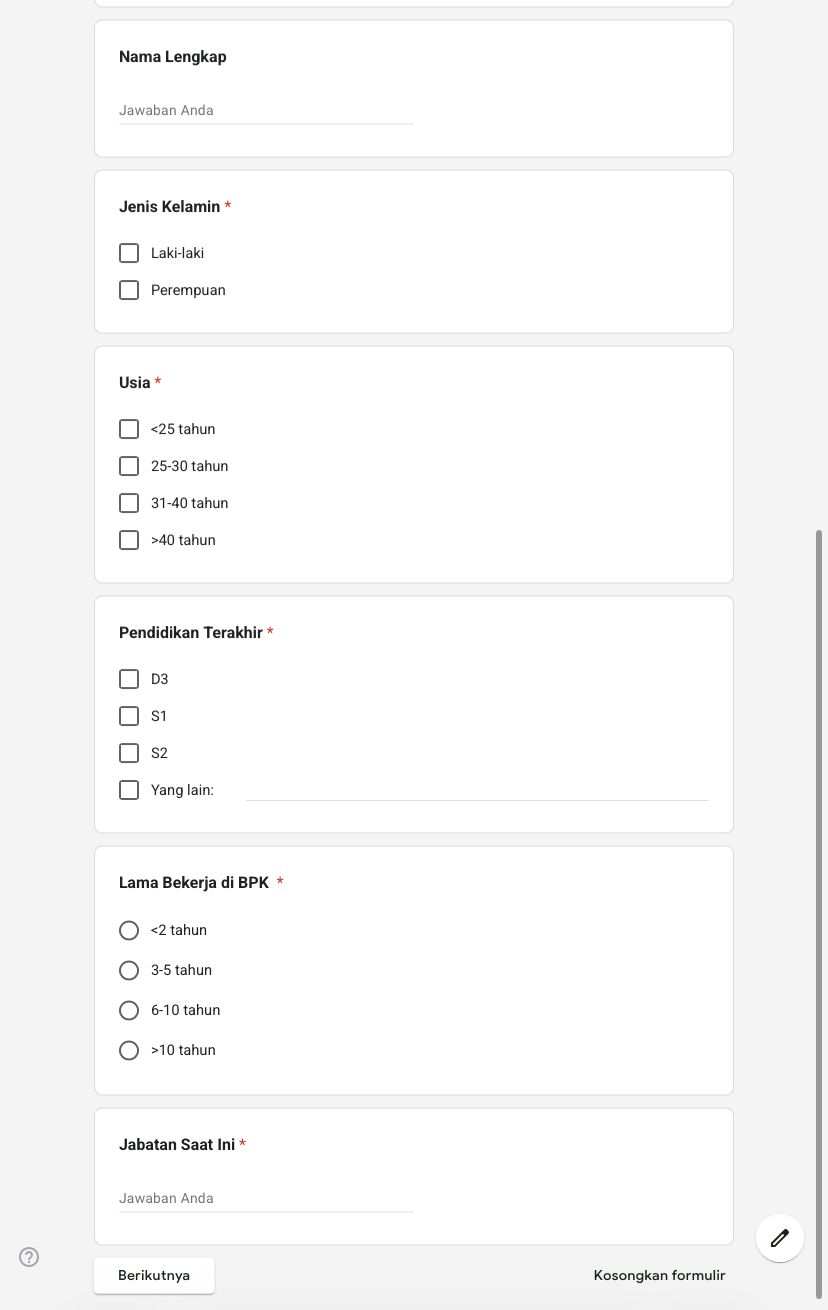 Nama Lengkap
Jawaban Anda
Jenis Kelamin *
Laki-laki
Perempuan
Usia *
<25 tahun
25-30 tahun
31-40 tahun
>40 tahun
Pendidikan Terakhir *
D3
S1
S2
Yang lain:
Lama Bekerja di BPK *
<2 tahun
3-5 tahun
6-10 tahun
>10 tahun
Jabatan Saat Ini *
Jawaban Anda
Berikutnya
Kosongkan formulir